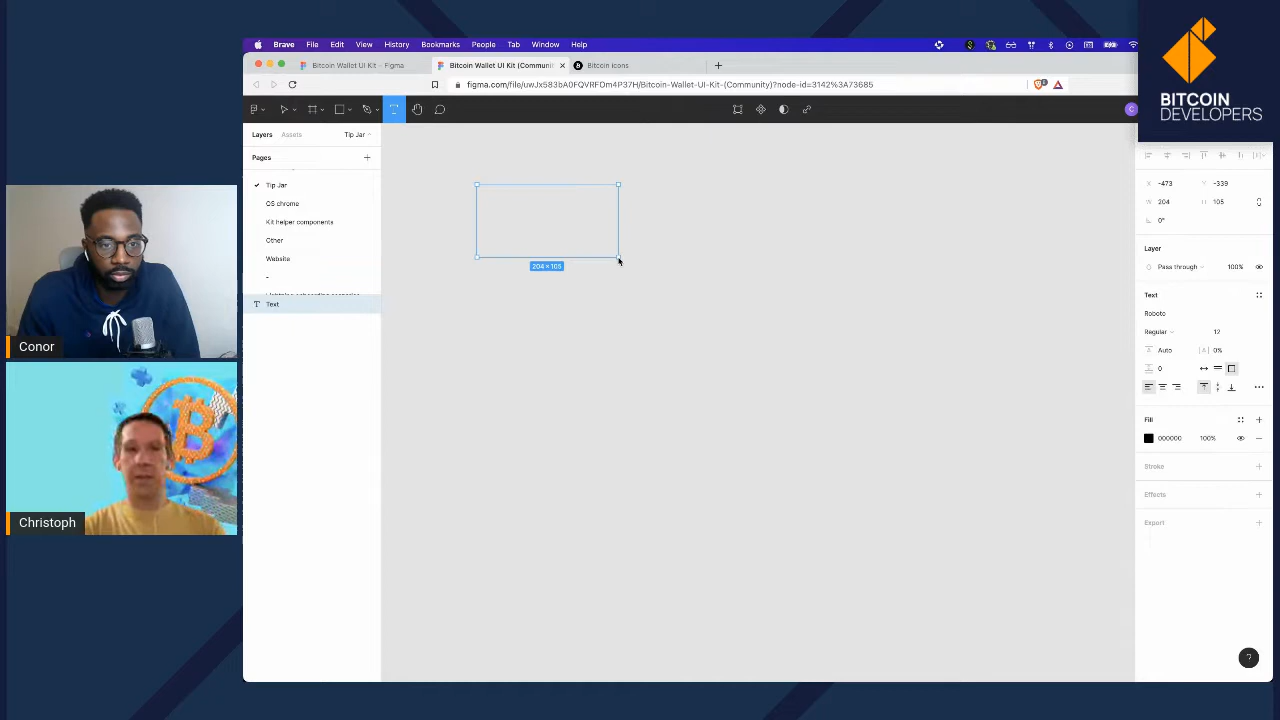 Brave File Edit View History Bookmarks People Tab Window Help
Bitcoin Wallet UI Kit – Figma
Bitcoin Wallet UI Kit (Communi
Bitcoin icons
figma.com/file/uwJx583bA0FQVRFOm4P37H/Bitcoin-Wallet-UI-Kit-(Community)?node-id=3142%3A73685
BITCOIN
DEVELOPERS
C
Layers Assets Tip Jar
Pages
Tip Jar
OS chrome
Kit helper components
Other
Website
-
Text
204 × 105
X -473 Y -339
W 204 H 105
0°
Layer
Pass through 100%
Text
Roboto
Regular 12
Auto |A| 0%
0
Fill
000000 100%
Stroke
Effects
Export
?
Conor
Christoph